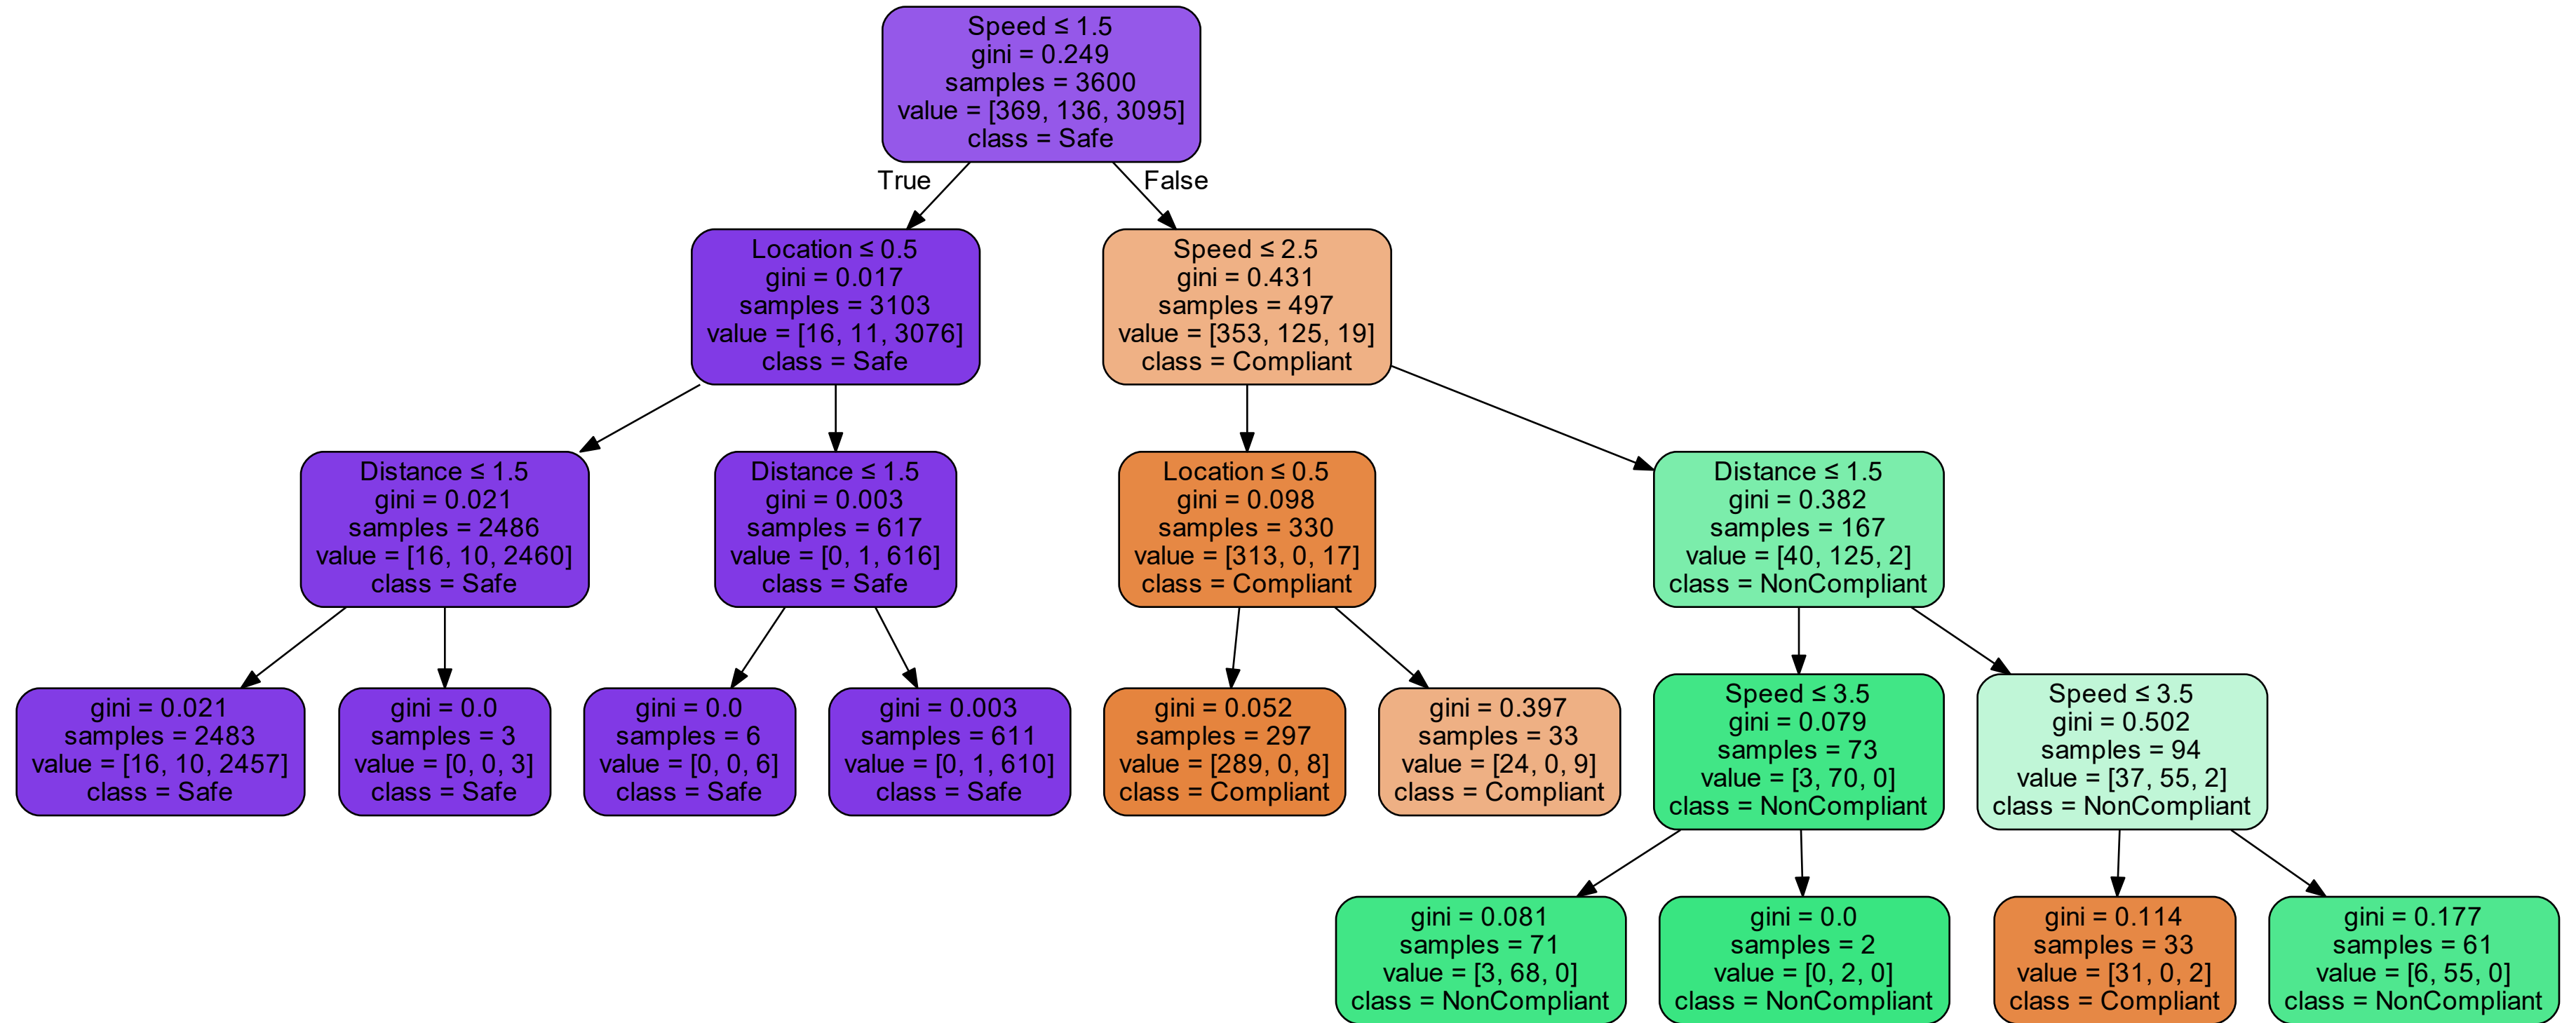 Speed ≤ 1.5
gini = 0.249
samples = 3600
value = [369, 136, 3095]
class = Safe
True
False
Location ≤ 0.5
gini = 0.017
samples = 3103
value = [16, 11, 3076]
class = Safe
Speed ≤ 2.5
gini = 0.431
samples = 497
value = [353, 125, 19]
class = Compliant
Distance ≤ 1.5
gini = 0.021
samples = 2486
value = [16, 10, 2460]
class = Safe
Distance ≤ 1.5
gini = 0.003
samples = 617
value = [0, 1, 616]
class = Safe
Location ≤ 0.5
gini = 0.098
samples = 330
value = [313, 0, 17]
class = Compliant
Distance ≤ 1.5
gini = 0.382
samples = 167
value = [40, 125, 2]
class = NonCompliant
gini = 0.021
samples = 2483
value = [16, 10, 2457]
class = Safe
gini = 0.0
samples = 3
value = [0, 0, 3]
class = Safe
gini = 0.0
samples = 6
value = [0, 0, 6]
class = Safe
gini = 0.003
samples = 611
value = [0, 1, 610]
class = Safe
gini = 0.052
samples = 297
value = [289, 0, 8]
class = Compliant
gini = 0.397
samples = 33
value = [24, 0, 9]
class = Compliant
Speed ≤ 3.5
gini = 0.079
samples = 73
value = [3, 70, 0]
class = NonCompliant
Speed ≤ 3.5
gini = 0.502
samples = 94
value = [37, 55, 2]
class = NonCompliant
gini = 0.081
samples = 71
value = [3, 68, 0]
class = NonCompliant
gini = 0.0
samples = 2
value = [0, 2, 0]
class = NonCompliant
gini = 0.114
samples = 33
value = [31, 0, 2]
class = Compliant
gini = 0.177
samples = 61
value = [6, 55, 0]
class = NonCompliant